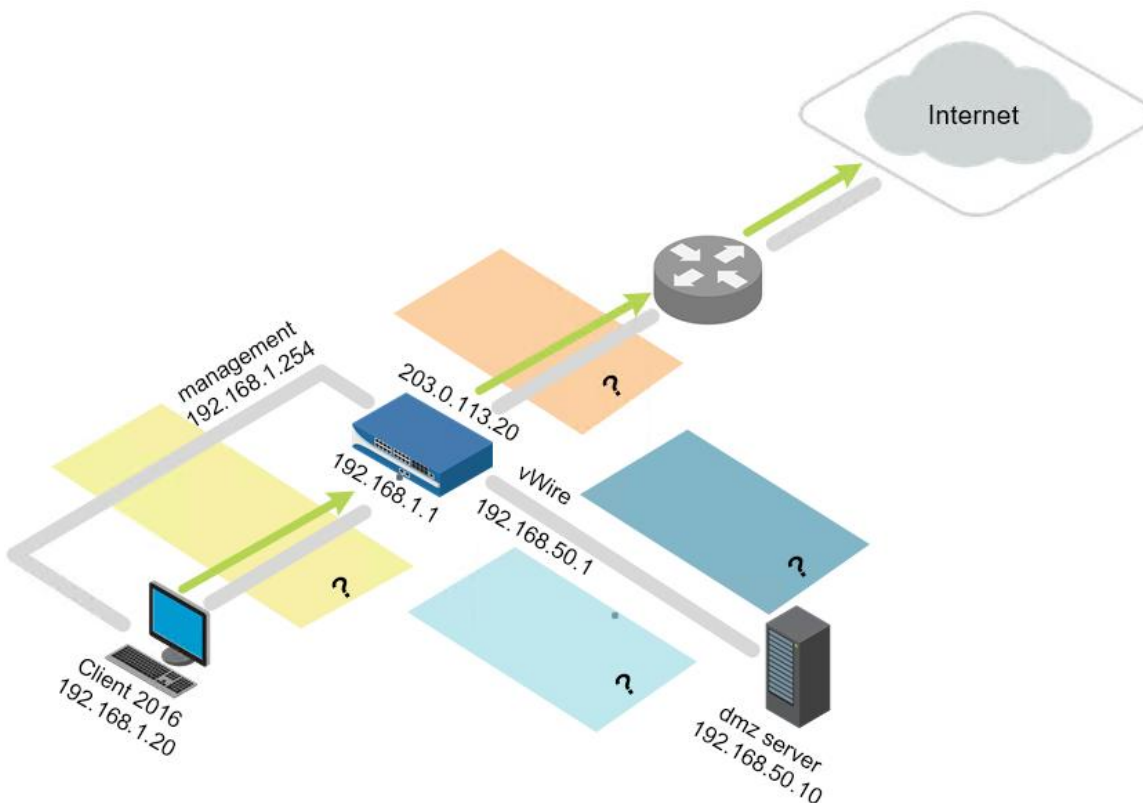 Internet
management
192.168.1.254
203.0.113.20
?
192.168.1.1
vWire
192.168.50.1
?
?
?
Client 2016
192.168.1.20
dmz server
192.168.50.10